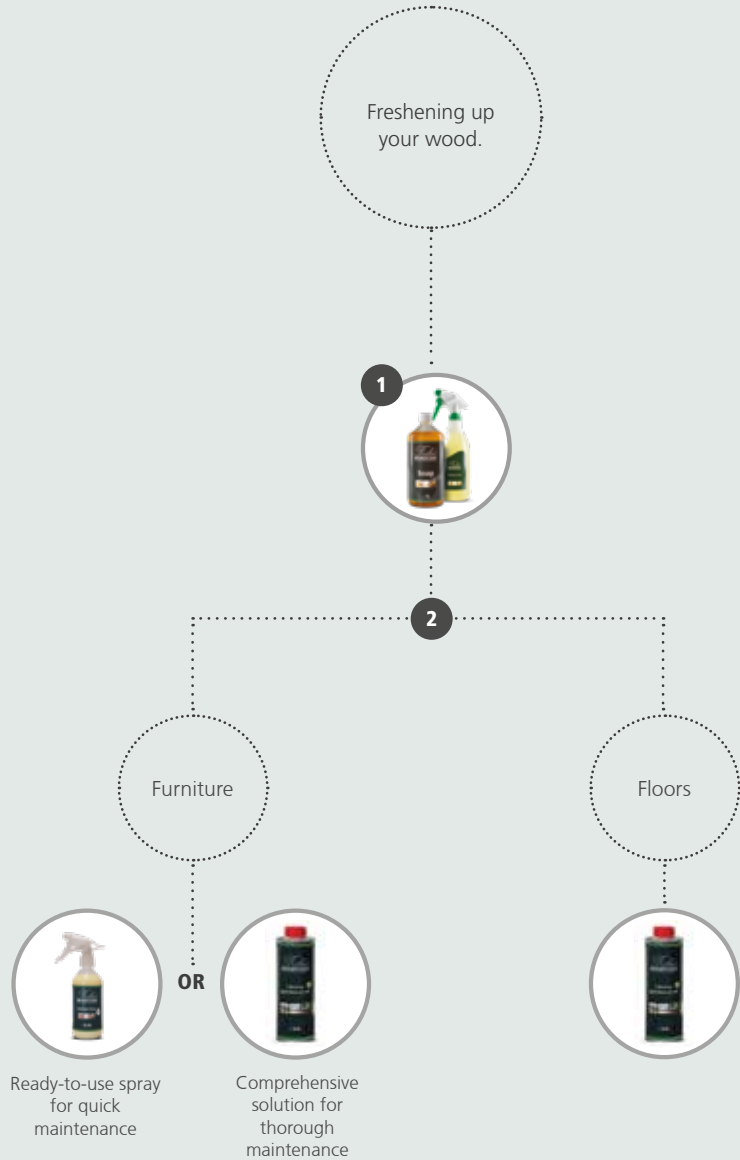 Freshening up
your wood.
1
Soap
2
Furniture
Floors
OR
Ready-to-use spray
for quick
maintenance
Comprehensive
solution for
thorough
maintenance